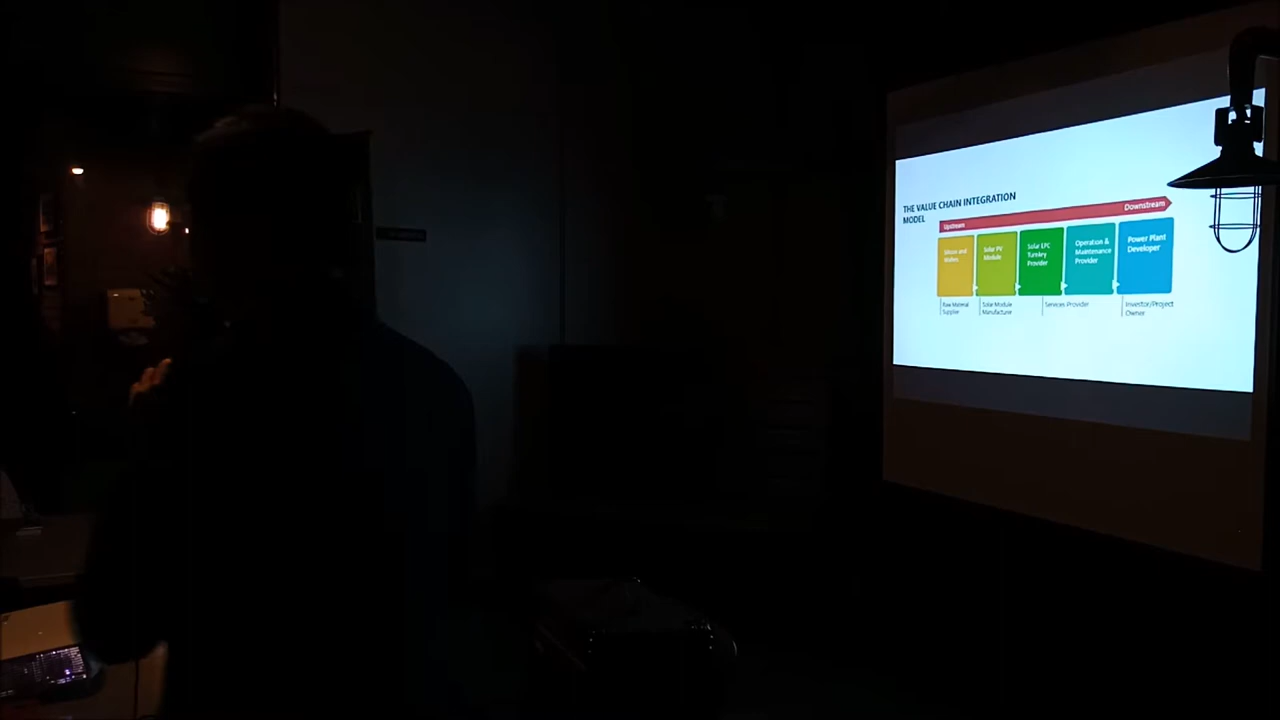 THE VALUE CHAIN INTEGRATION
MODEL
Upstream
Downstream
Silicon and
Wafers
Solar PV
Module
Solar EPC
Turnkey
Provider
Operation &
Maintenance
Provider
Power Plant
Developer
Raw Material
Supplier
Solar Module
Manufacturer
Services Provider
Investor/Project
Owner